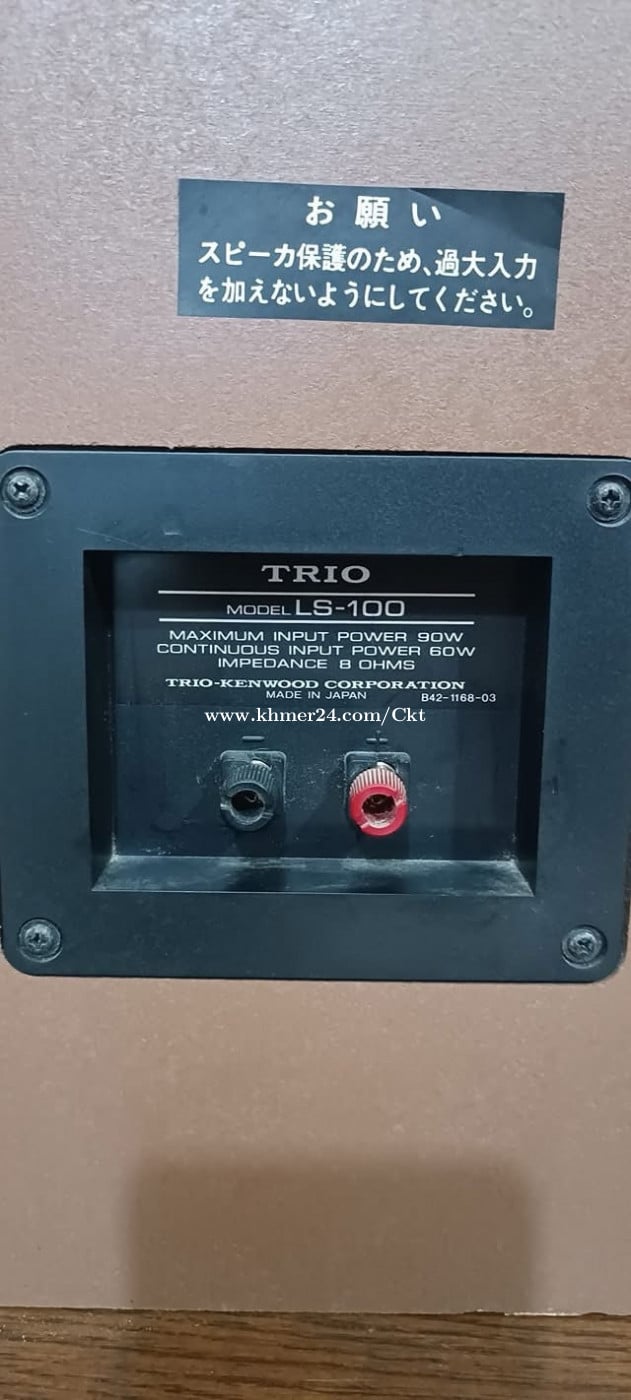 お願い
スピーカ保護のため、過大入力
を加えないようにしてください。
TRIO
MODEL LS-100
MAXIMUM INPUT POWER 90W
CONTINUOUS INPUT POWER 60W
IMPEDANCE 8 OHMS
TRIO-KENWOOD CORPORATION
MADE IN JAPAN B42-1168-03
www.khmer24.com/Ckt
− +